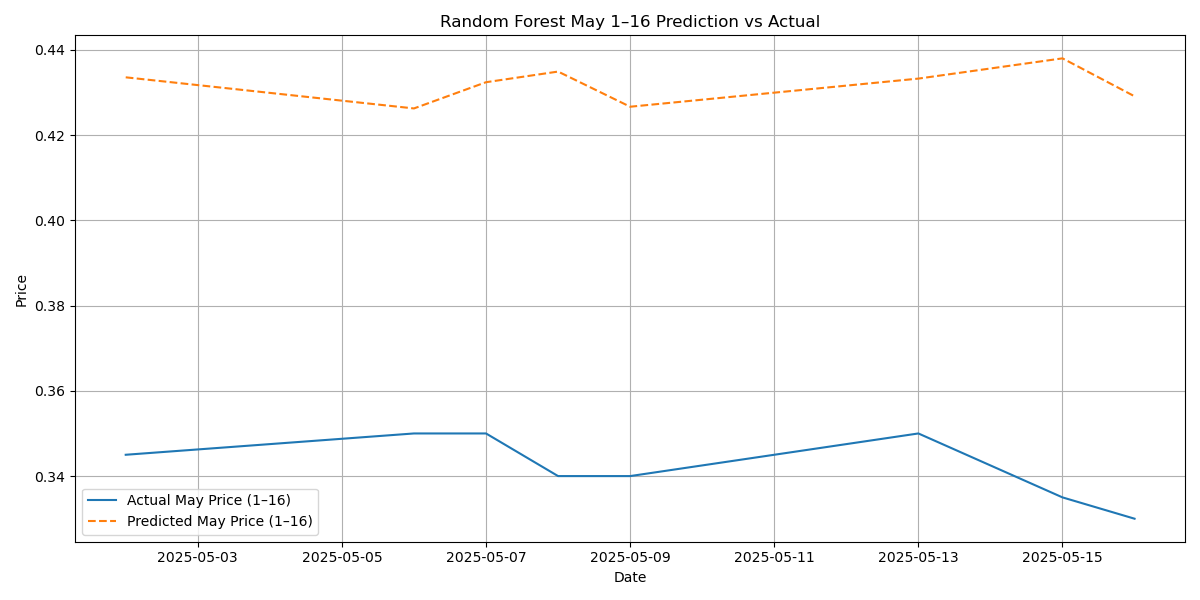 Random Forest May 1–16 Prediction vs Actual
0.44
0.42
0.40
0.38
0.36
0.34
Price
Actual May Price (1–16)
Predicted May Price (1–16)
2025-05-03 2025-05-05 2025-05-07 2025-05-09 2025-05-11 2025-05-13 2025-05-15
Date